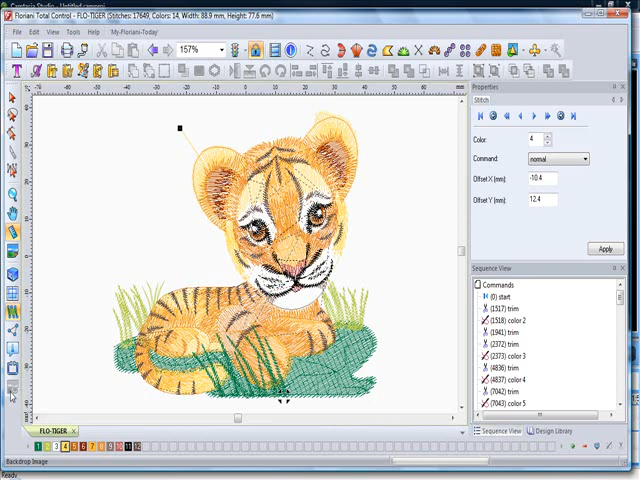 Camtasia Studio - Untitled.camproj
Floriani Total Control - FLO-TIGER (Stitches: 17649, Colors: 14, Width: 88.9 mm, Height: 77.6 mm)
File Edit View Tools Help My-Floriani-Today!
157%
Properties
Stitch
Color: 4
Command: normal
Offset X (mm): -10.4
Offset Y (mm): 12.4
Apply
Sequence View
Commands
(0) start
(1517) trim
(1518) color 2
(1941) trim
(2372) trim
(2373) color 3
(4836) trim
(4837) color 4
(7042) trim
(7043) color 5
Sequence View Design Library
FLO-TIGER
1 2 3 4 5 6 7 8 9 10 11 12
Backdrop Image
Ready